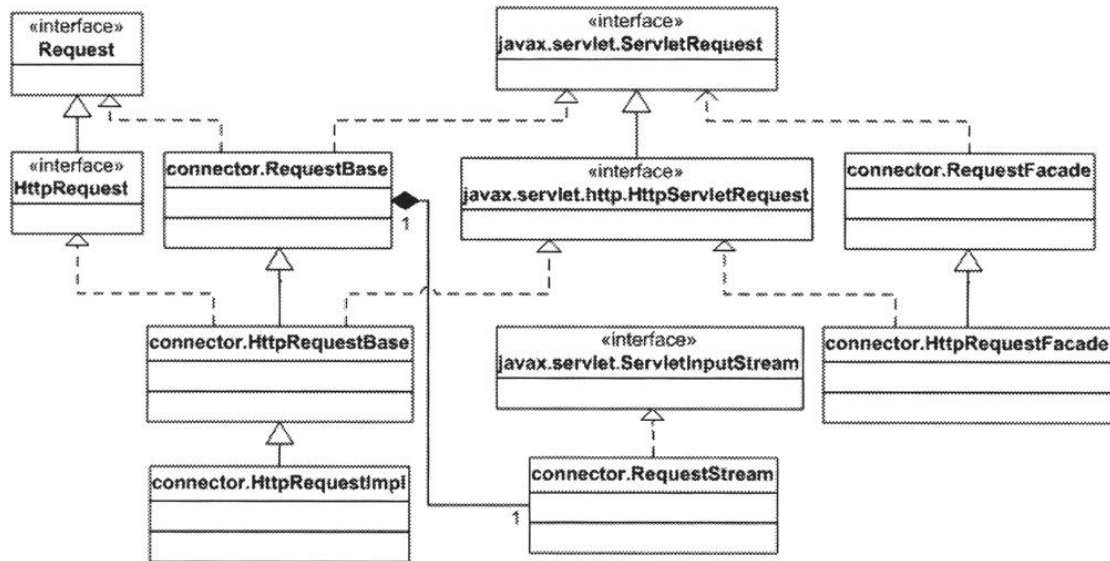 «interface»
Request
«interface»
javax.servlet.ServletRequest
«interface»
HttpRequest
connector.RequestBase
«interface»
javax.servlet.http.HttpServletRequest
connector.RequestFacade
1
connector.HttpRequestBase
«interface»
javax.servlet.ServletInputStream
connector.HttpRequestFacade
connector.HttpRequestImpl
connector.RequestStream
1